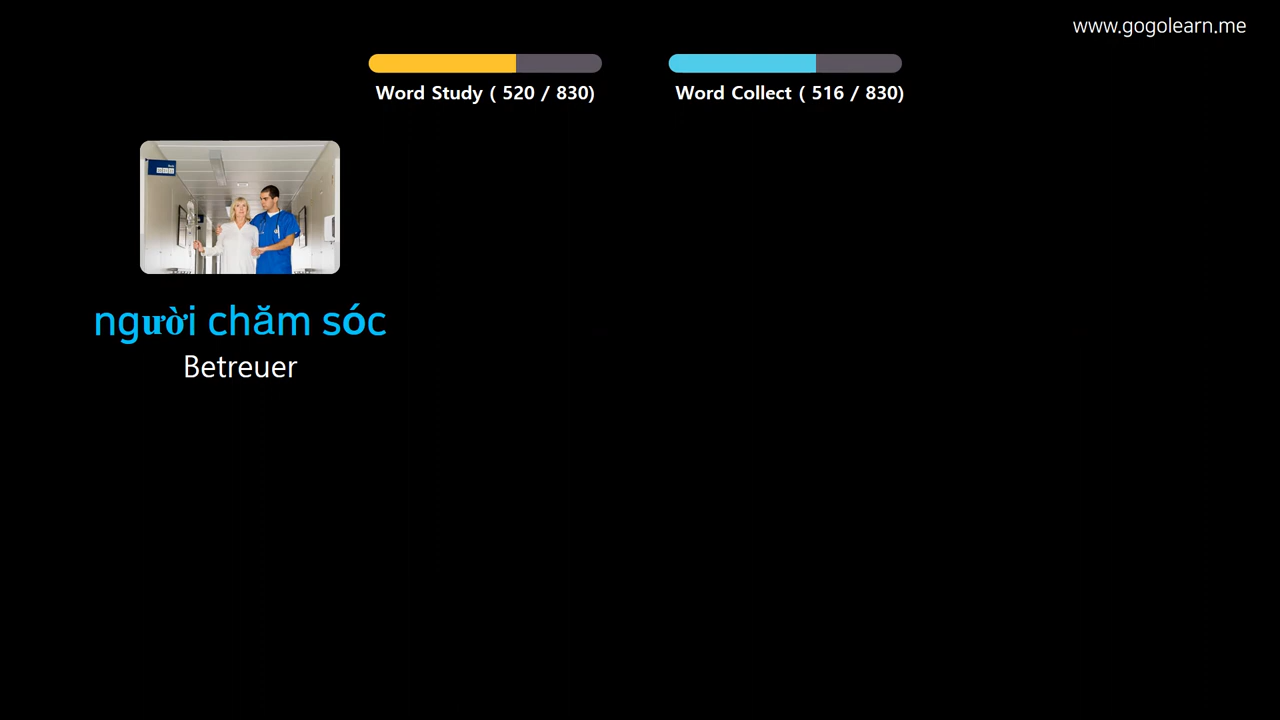 www.gogolearn.me
Word Study ( 520 / 830)
Word Collect ( 516 / 830)
người chăm sóc
Betreuer